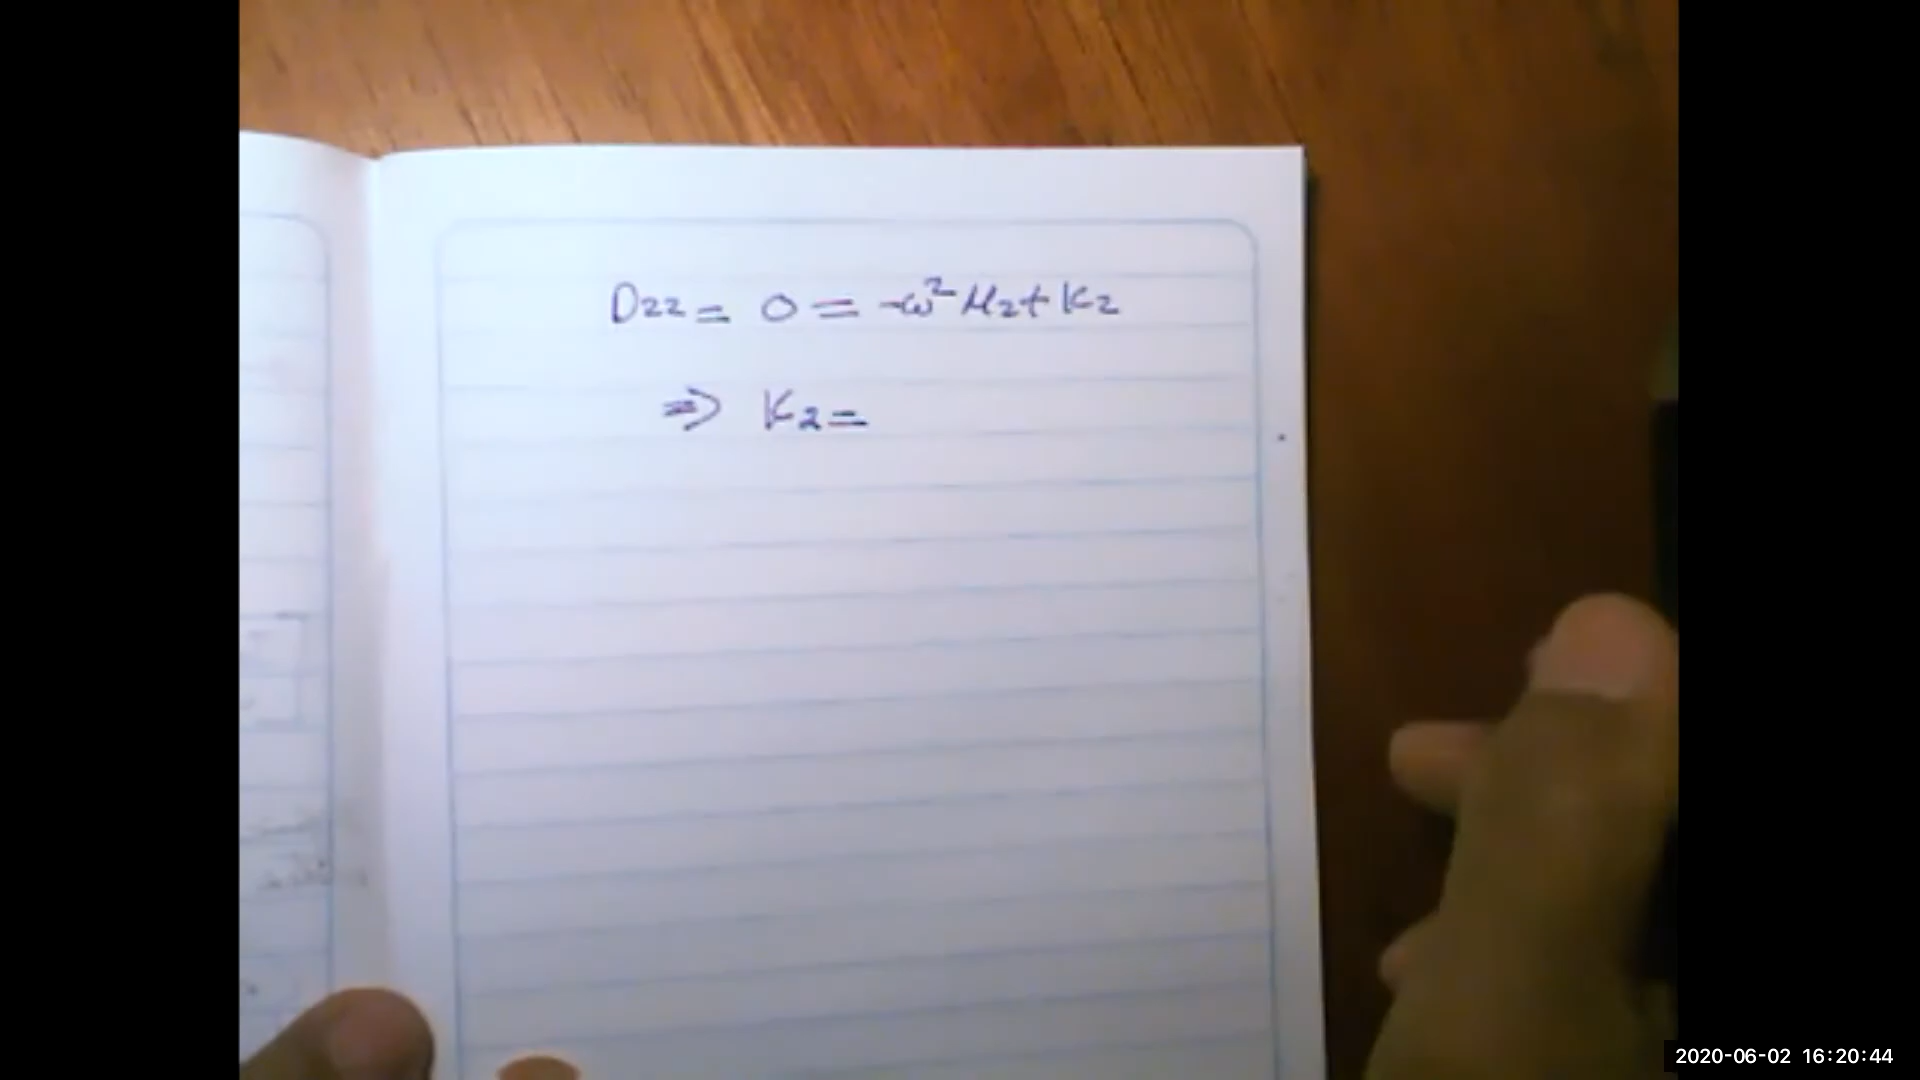 D22 = 0 = -ω² M2 + K2
⇒ K2 =
2020-06-02 16:20:44